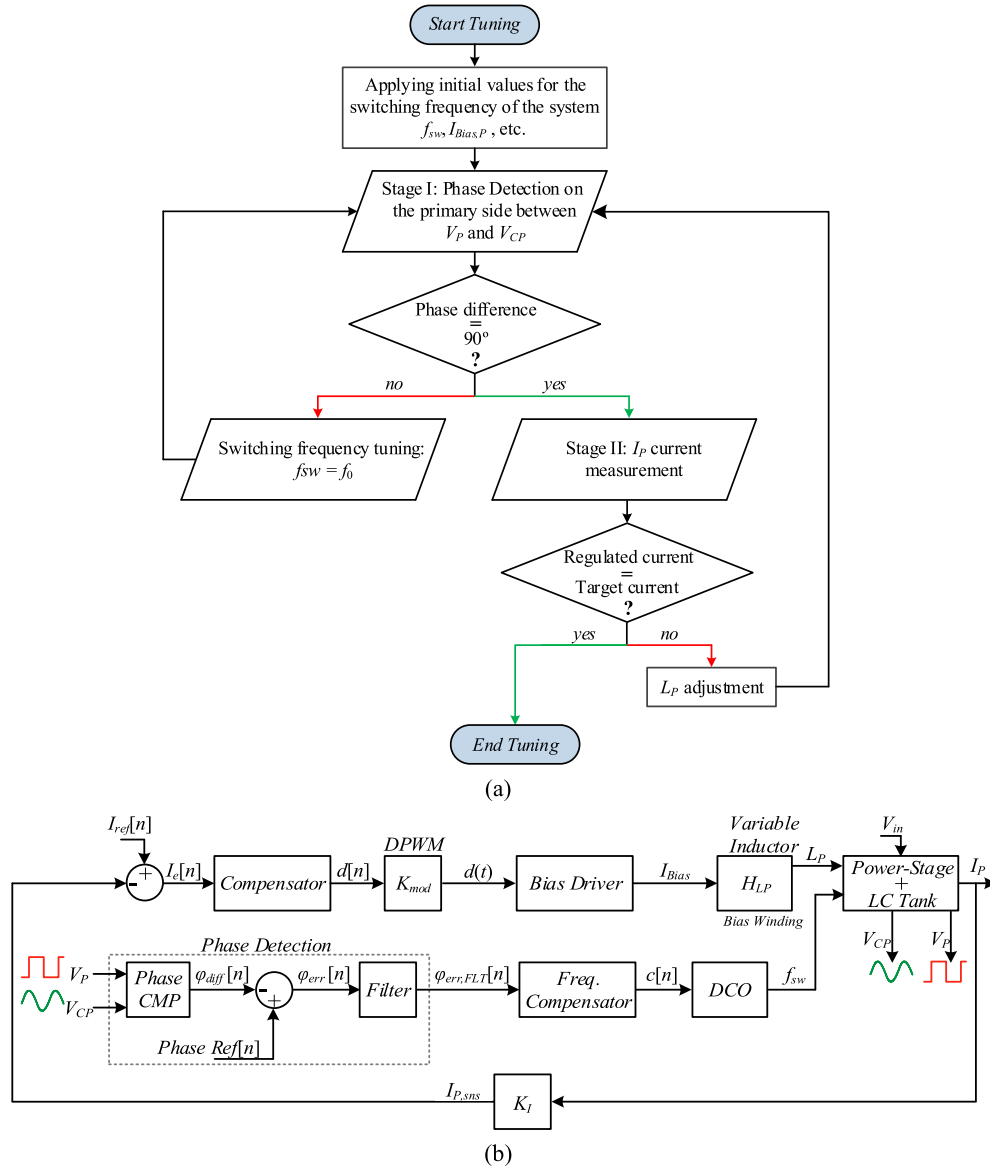 Start Tuning
Applying initial values for the
switching frequency of the system
fsw, IBias,P , etc.
Stage I: Phase Detection on
the primary side between
VP and VCP
Phase difference
=
90º
?
no
yes
Switching frequency tuning:
fsw = f0
Stage II: IP current
measurement
Regulated current
=
Target current
?
yes
no
LP adjustment
End Tuning
(a)
Iref[n]
-
+
Ie[n]
Compensator
d[n]
DPWM
Kmod
d(t)
Bias Driver
IBias
Variable
Inductor
HLP
Bias Winding
LP
Vin
Power-Stage
+
LC Tank
IP
VCP
VP
Phase Detection
VP
VCP
Phase
CMP
φdiff[n]
-
+
φerr[n]
Filter
φerr,FLT[n]
Freq.
Compensator
c[n]
DCO
fsw
Phase Ref[n]
IP,sns
KI
(b)